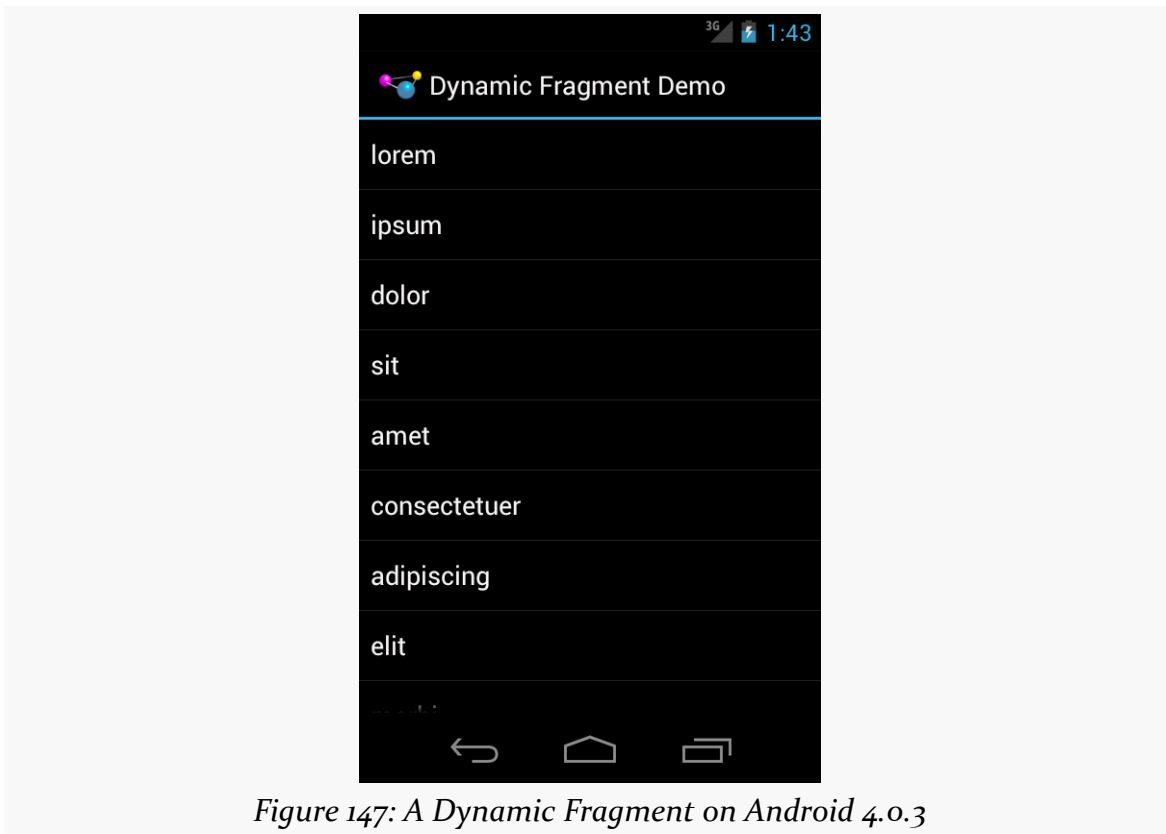 3G 1:43
Dynamic Fragment Demo
lorem
ipsum
dolor
sit
amet
consectetuer
adipiscing
elit
Figure 147: A Dynamic Fragment on Android 4.0.3